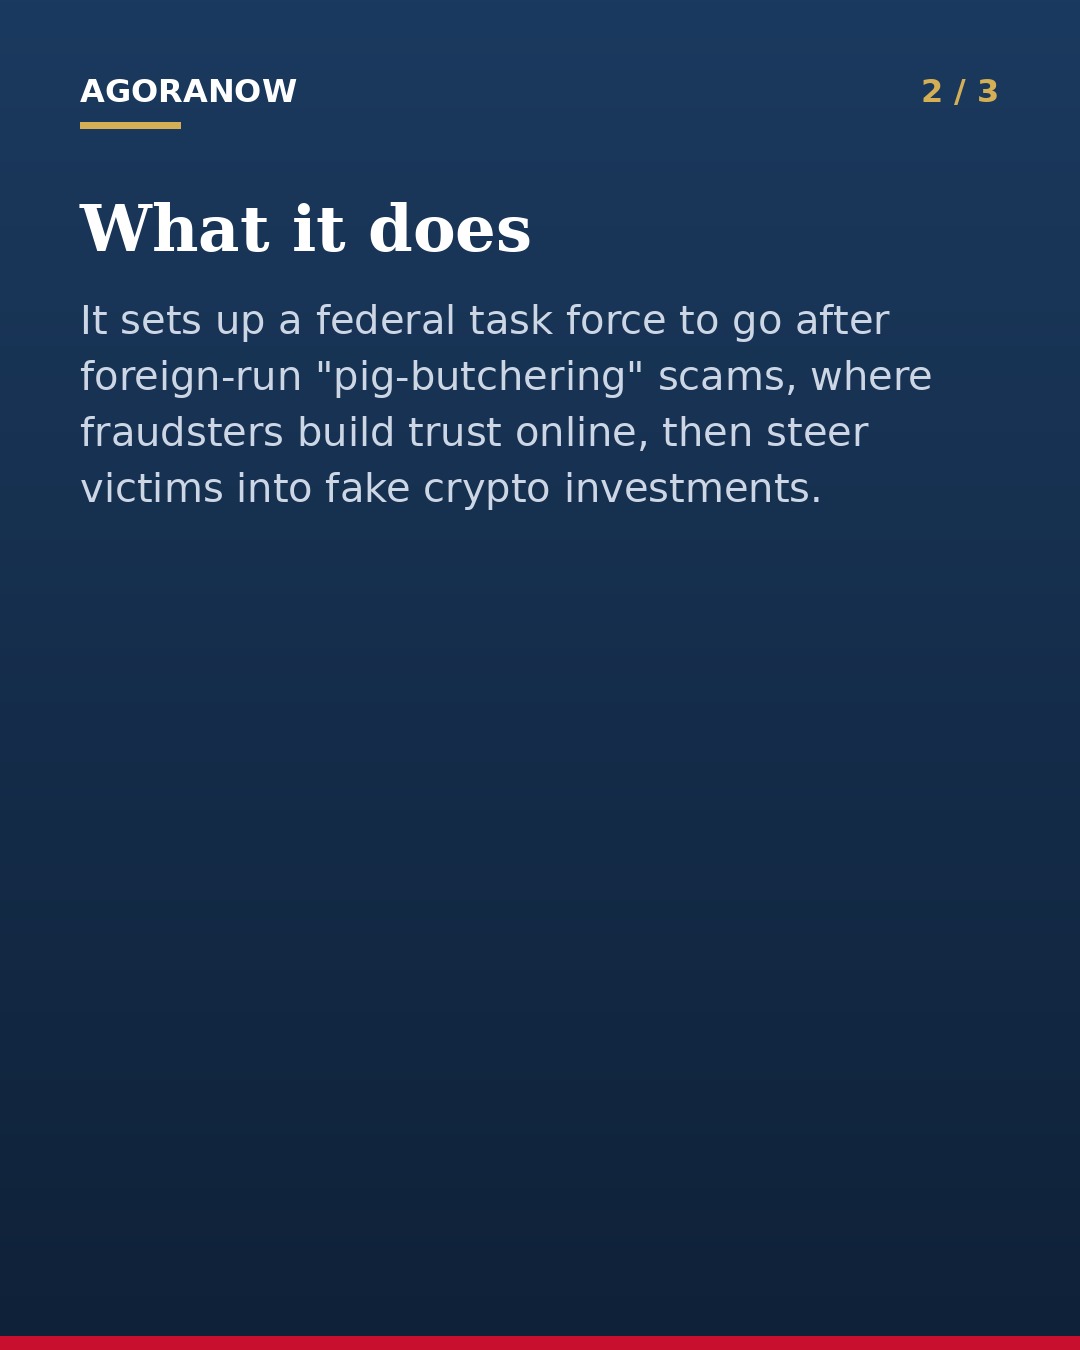 AGORANOW
2 / 3
What it does
It sets up a federal task force to go after
foreign-run "pig-butchering" scams, where
fraudsters build trust online, then steer
victims into fake crypto investments.